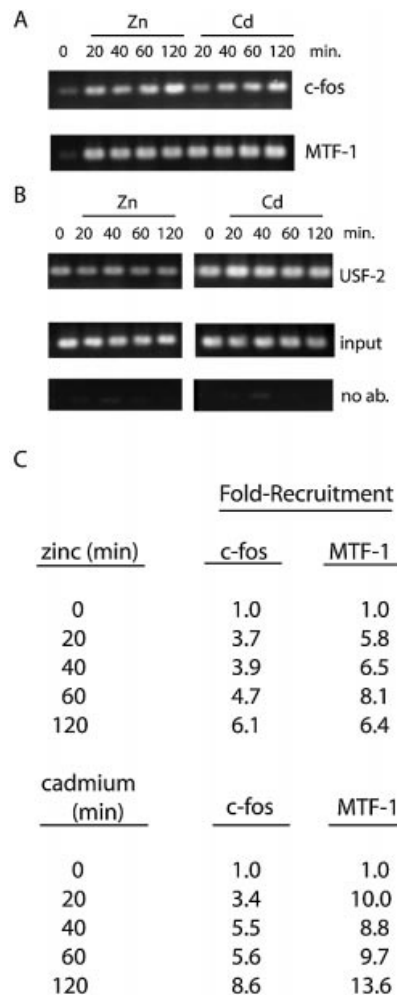 A
Zn Cd
0 20 40 60 120 20 40 60 120 min.
c-fos
MTF-1
B
Zn Cd
0 20 40 60 120 0 20 40 60 120 min.
USF-2
input
no ab.
C
Fold-Recruitment
zinc (min) c-fos MTF-1
0 1.0 1.0
20 3.7 5.8
40 3.9 6.5
60 4.7 8.1
120 6.1 6.4
cadmium
(min) c-fos MTF-1
0 1.0 1.0
20 3.4 10.0
40 5.5 8.8
60 5.6 9.7
120 8.6 13.6